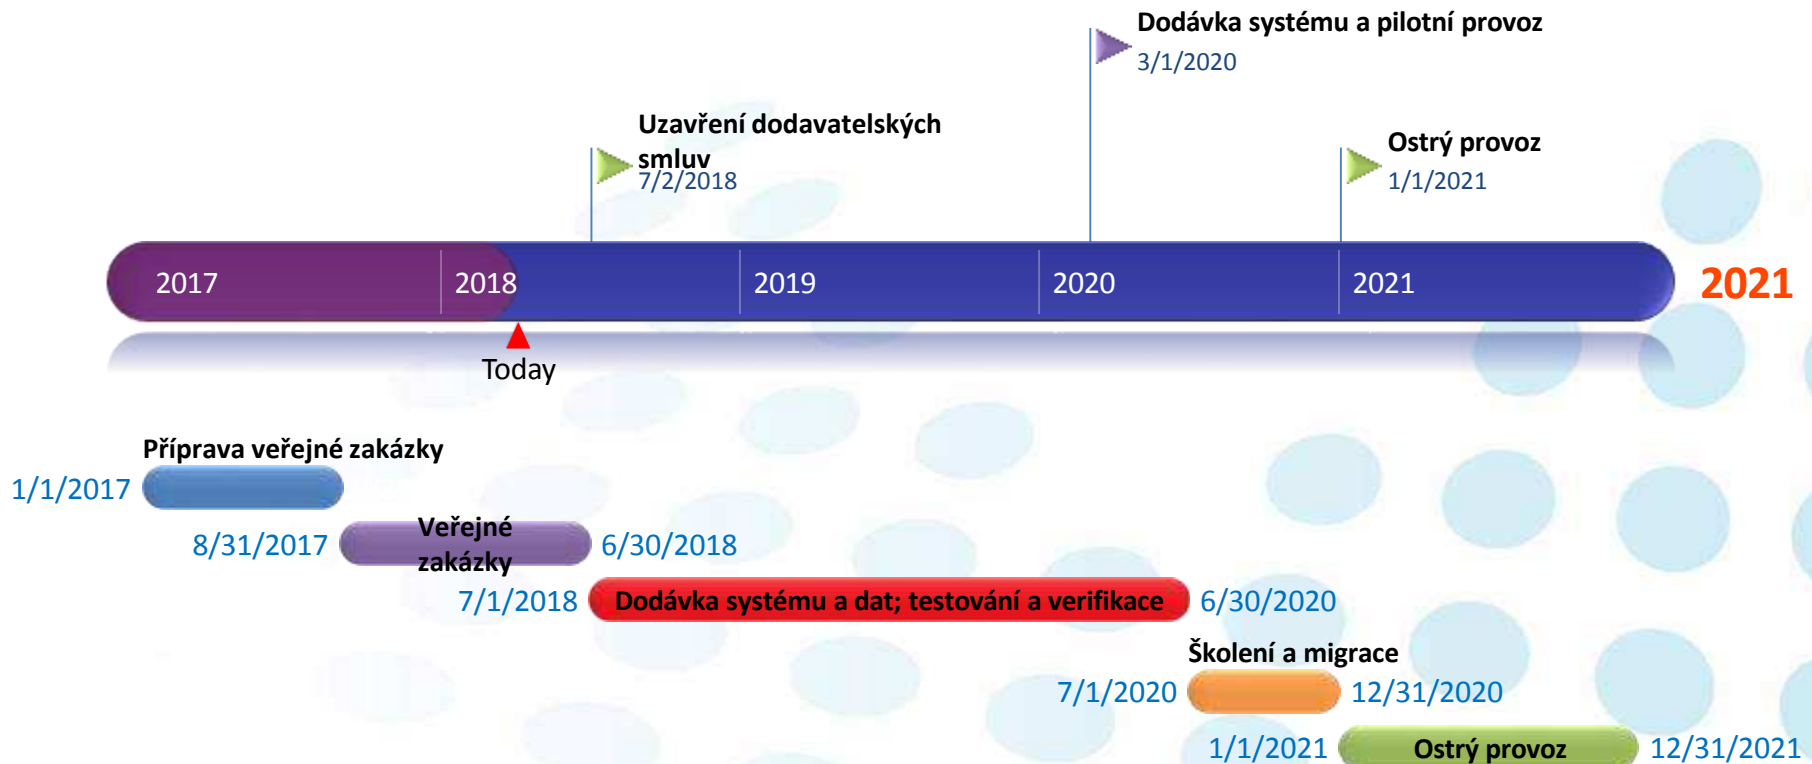 Dodávka systému a pilotní provoz
3/1/2020
Uzavření dodavatelských
smluv
7/2/2018
Ostrý provoz
1/1/2021
2017
2018
2019
2020
2021
2021
Today
Příprava veřejné zakázky
1/1/2017
8/31/2017
Veřejné
zakázky
6/30/2018
7/1/2018
Dodávka systému a dat; testování a verifikace
6/30/2020
Školení a migrace
7/1/2020
12/31/2020
1/1/2021
Ostrý provoz
12/31/2021